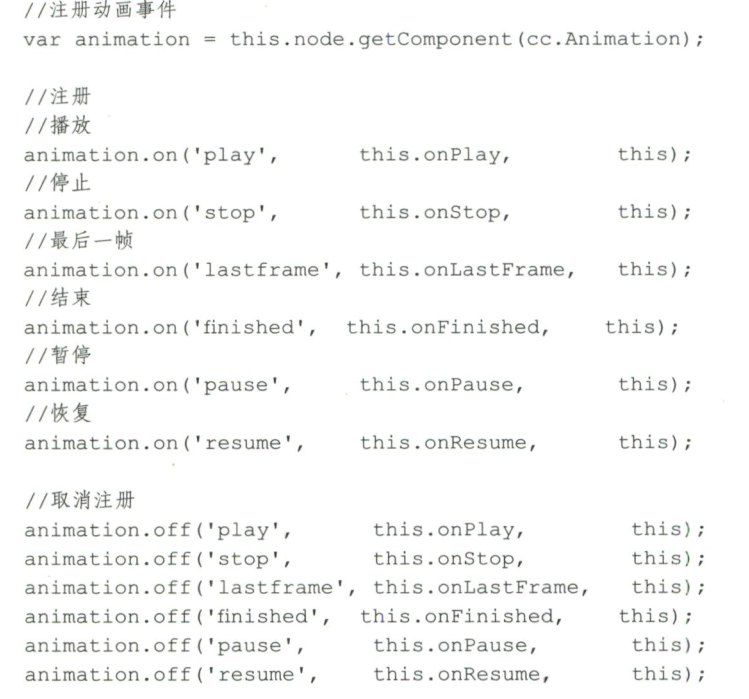 //注册动画事件
var animation = this.node.getComponent(cc.Animation);
//注册
//播放
animation.on('play', this.onPlay, this);
//停止
animation.on('stop', this.onStop, this);
//最后一帧
animation.on('lastframe', this.onLastFrame, this);
//结束
animation.on('finished', this.onFinished, this);
//暂停
animation.on('pause', this.onPause, this);
//恢复
animation.on('resume', this.onResume, this);
//取消注册
animation.off('play', this.onPlay, this);
animation.off('stop', this.onStop, this);
animation.off('lastframe', this.onLastFrame, this);
animation.off('finished', this.onFinished, this);
animation.off('pause', this.onPause, this);
animation.off('resume', this.onResume, this);